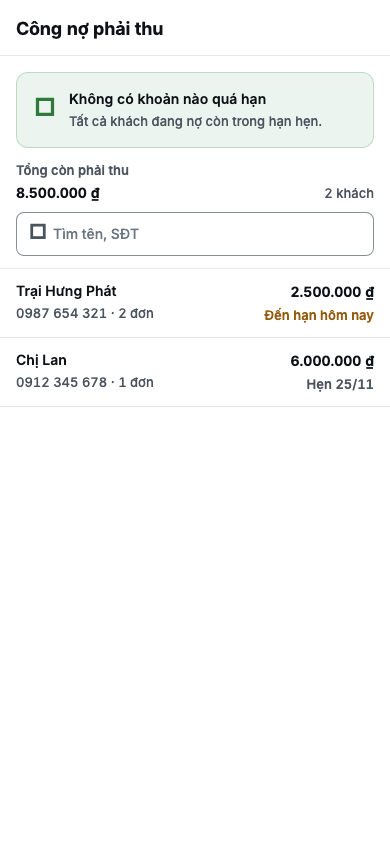 Công nợ phải thu
Không có khoản nào quá hạn
Tất cả khách đang nợ còn trong hạn hẹn.
Tổng còn phải thu
8.500.000 ₫
2 khách
Tìm tên, SĐT
Trại Hưng Phát
2.500.000 ₫
0987 654 321 · 2 đơn
Đến hạn hôm nay
Chị Lan
6.000.000 ₫
0912 345 678 · 1 đơn
Hẹn 25/11